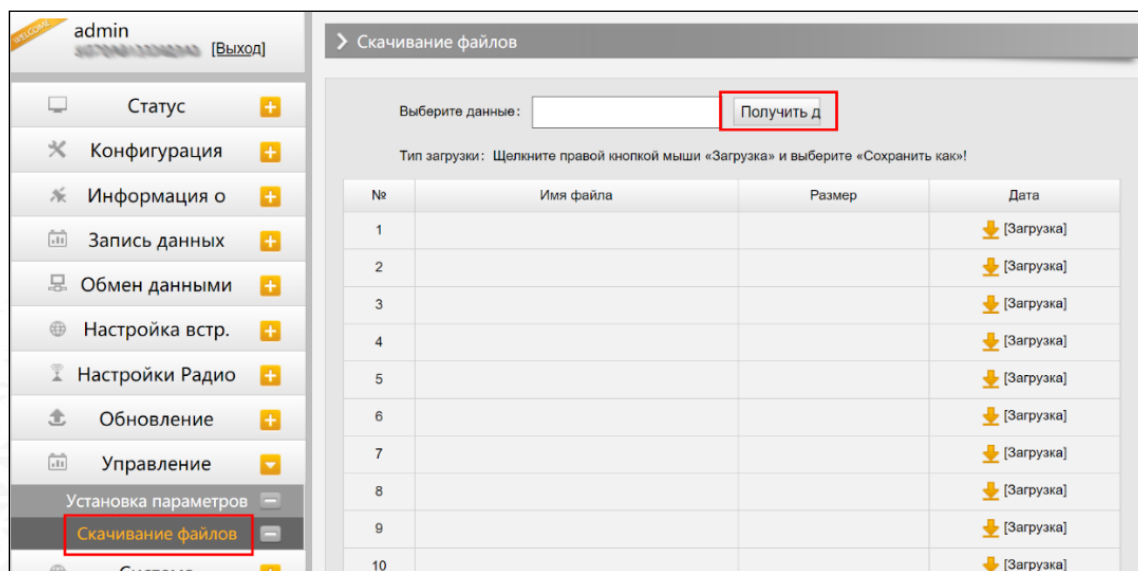 WELCOME
admin
[Выход]
Статус
Конфигурация
Информация о
Запись данных
Обмен данными
Настройка встр.
Настройки Радио
Обновление
Управление
Установка параметров
Скачивание файлов
Скачивание файлов
Выберите данные:
Получить д
Тип загрузки: Щелкните правой кнопкой мыши «Загрузка» и выберите «Сохранить как»!
№ Имя файла Размер Дата
1 [Загрузка]
2 [Загрузка]
3 [Загрузка]
4 [Загрузка]
5 [Загрузка]
6 [Загрузка]
7 [Загрузка]
8 [Загрузка]
9 [Загрузка]
10 [Загрузка]